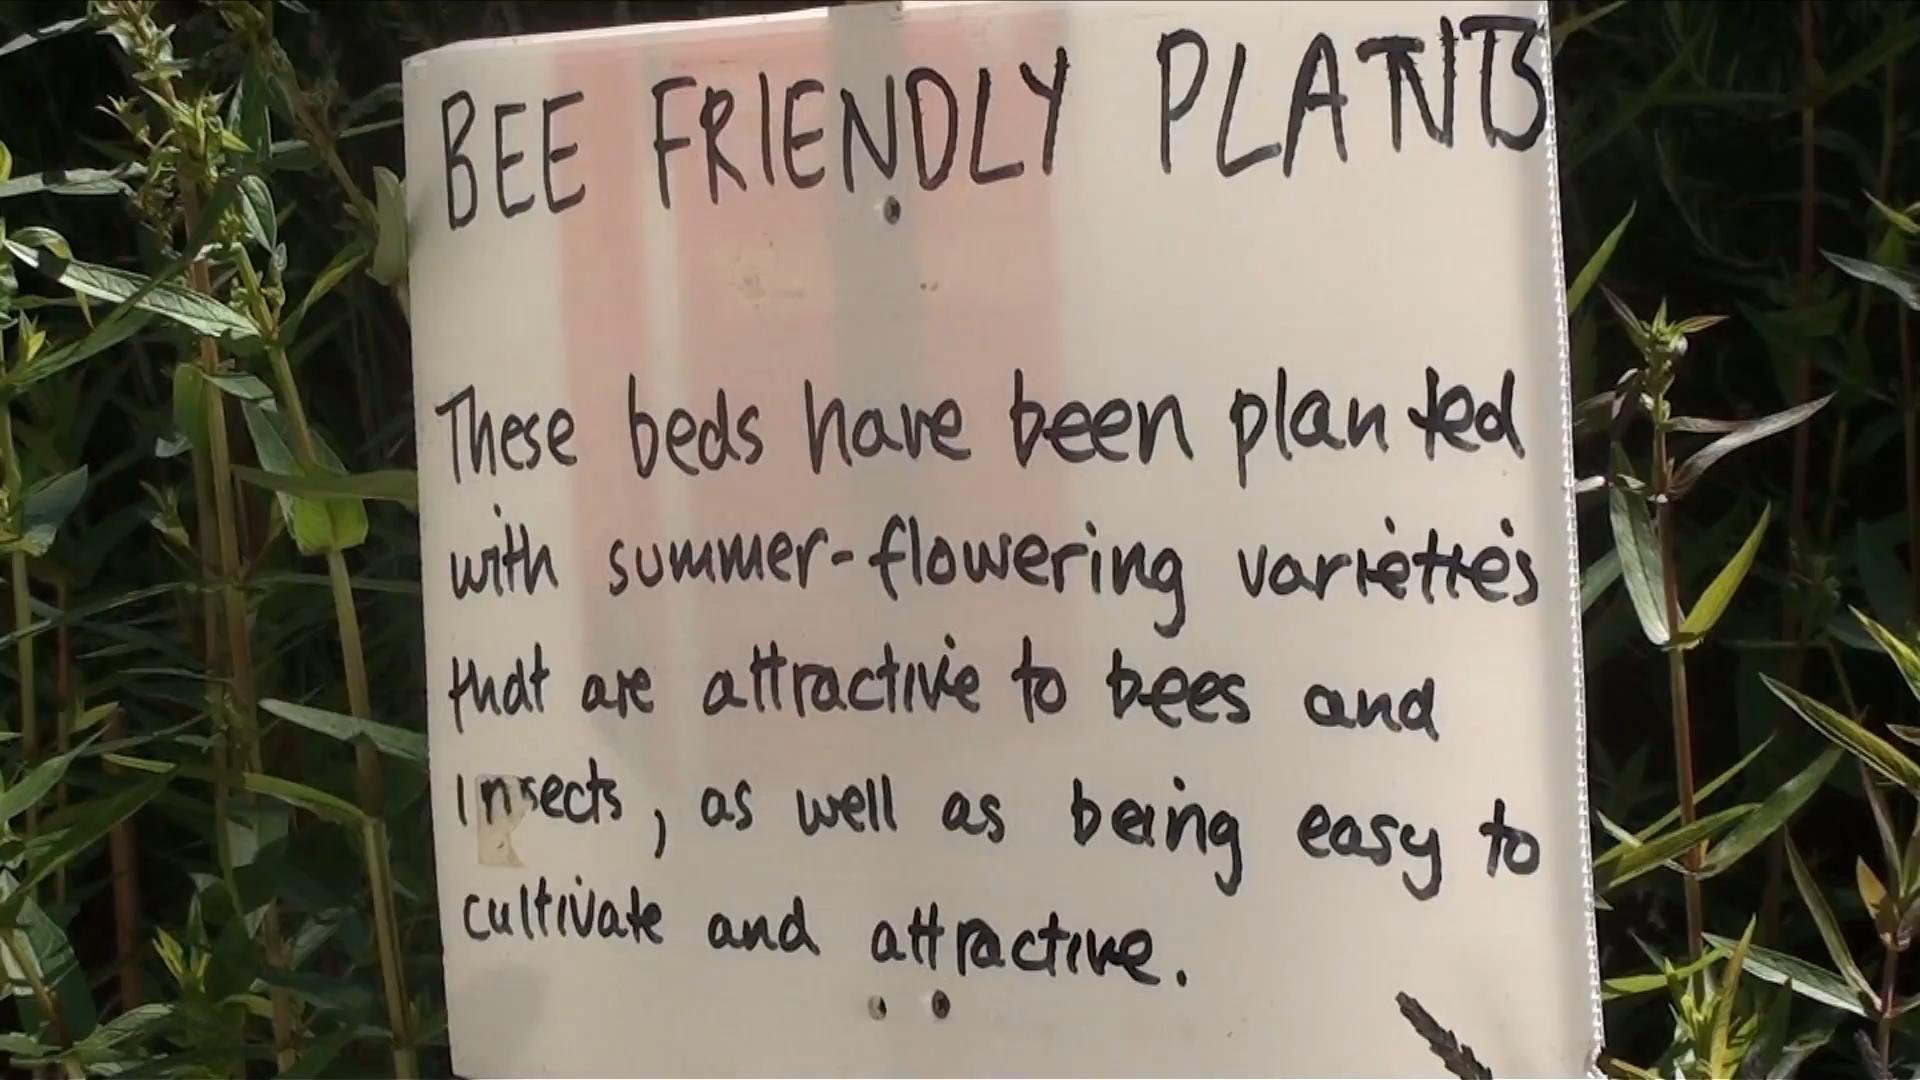 BEE FRIENDLY PLANTS
These beds have been planted
with summer-flowering varieties
that are attractive to bees and
insects, as well as being easy to
cultivate and attractive.